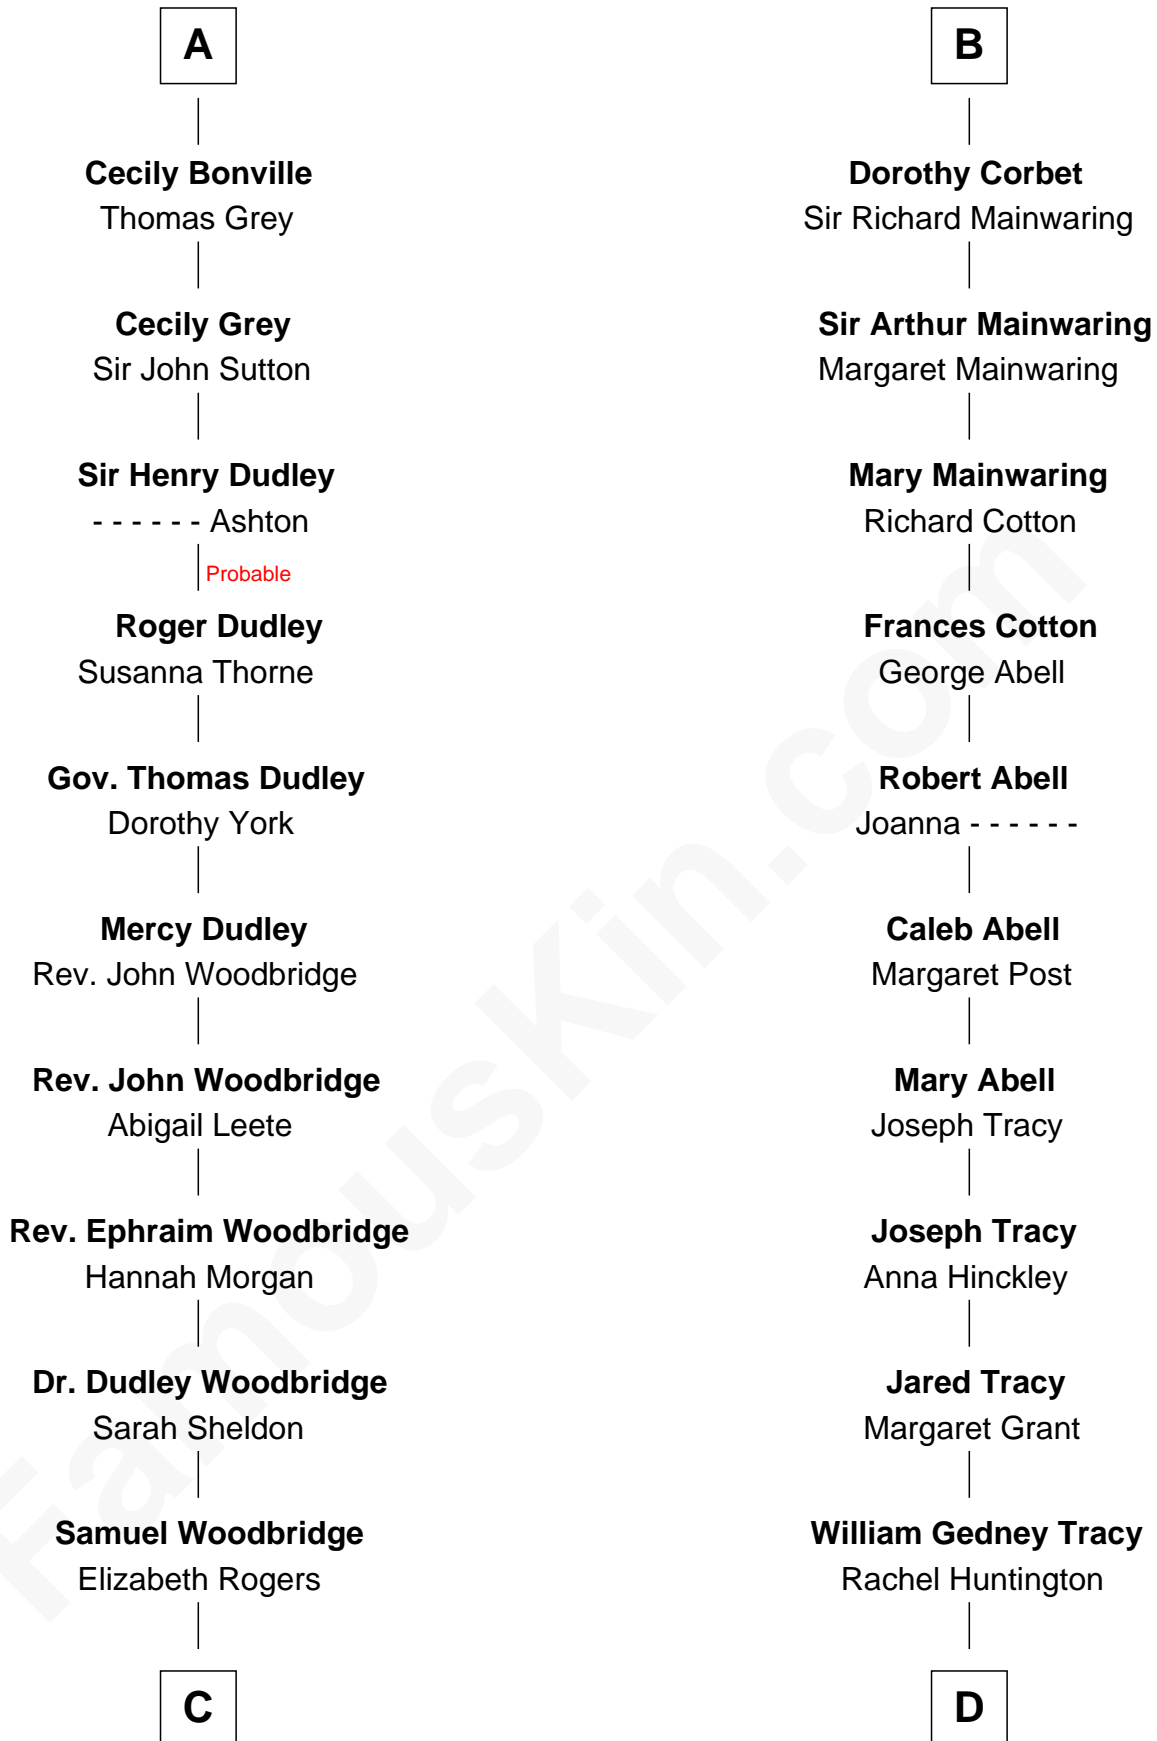 A
Cecily Bonville
Thomas Grey
Cecily Grey
Sir John Sutton
Sir Henry Dudley
- - - - - - Ashton
Probable
Roger Dudley
Susanna Thorne
Gov. Thomas Dudley
Dorothy York
Mercy Dudley
Rev. John Woodbridge
Rev. John Woodbridge
Abigail Leete
Rev. Ephraim Woodbridge
Hannah Morgan
Dr. Dudley Woodbridge
Sarah Sheldon
Samuel Woodbridge
Elizabeth Rogers
C
B
Dorothy Corbet
Sir Richard Mainwaring
Sir Arthur Mainwaring
Margaret Mainwaring
Mary Mainwaring
Richard Cotton
Frances Cotton
George Abell
Robert Abell
Joanna - - - - - -
Caleb Abell
Margaret Post
Mary Abell
Joseph Tracy
Joseph Tracy
Anna Hinckley
Jared Tracy
Margaret Grant
William Gedney Tracy
Rachel Huntington
D
FamousKin.com